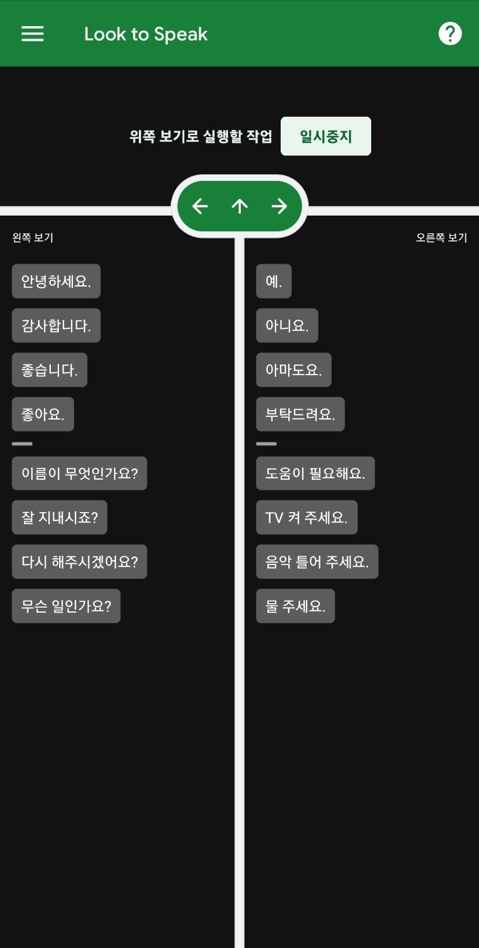 Look to Speak
위쪽 보기로 실행할 작업 일시중지
왼쪽 보기
안녕하세요.
감사합니다.
좋습니다.
좋아요.
이름이 무엇인가요?
잘 지내시죠?
다시 해주시겠어요?
무슨 일인가요?
오른쪽 보기
예.
아니요.
아마도요.
부탁드려요.
도움이 필요해요.
TV 켜 주세요.
음악 틀어 주세요.
물 주세요.